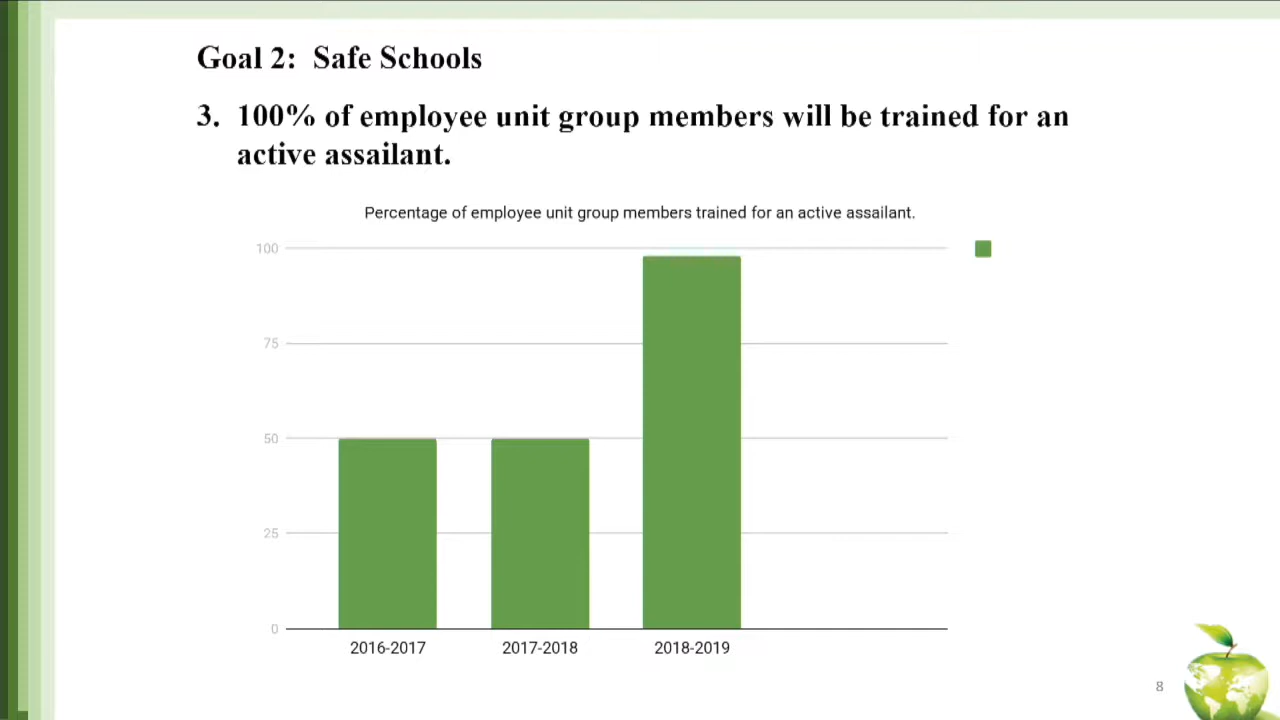 Goal 2: Safe Schools
3. 100% of employee unit group members will be trained for an
active assailant.
Percentage of employee unit group members trained for an active assailant.
100
75
50
25
0
2016-2017 2017-2018 2018-2019
8